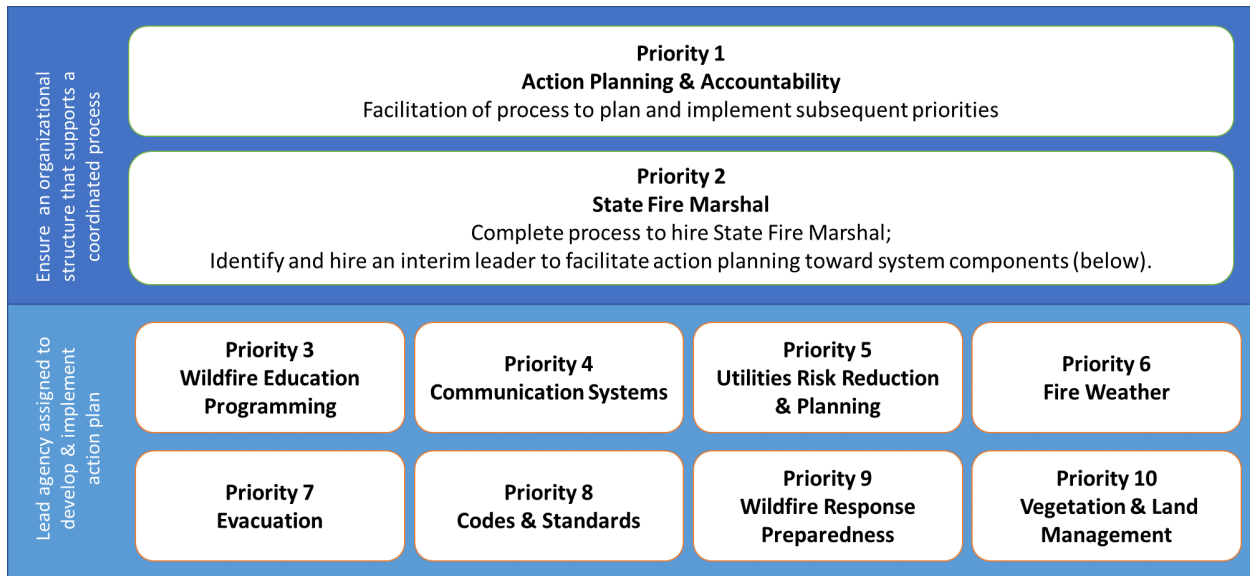 Ensure an organizational
structure that supports a
coordinated process
Priority 1
Action Planning & Accountability
Facilitation of process to plan and implement subsequent priorities
Priority 2
State Fire Marshal
Complete process to hire State Fire Marshal;
Identify and hire an interim leader to facilitate action planning toward system components (below).
Lead agency assigned to
develop & implement
action plan
Priority 3
Wildfire Education
Programming
Priority 4
Communication Systems
Priority 5
Utilities Risk Reduction
& Planning
Priority 6
Fire Weather
Priority 7
Evacuation
Priority 8
Codes & Standards
Priority 9
Wildfire Response
Preparedness
Priority 10
Vegetation & Land
Management